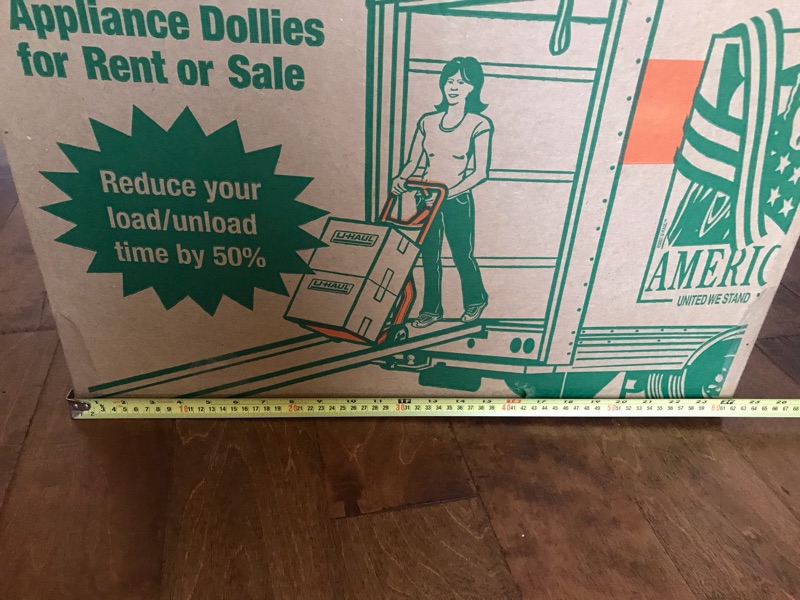 Appliance Dollies
for Rent or Sale
Reduce your
load/unload
time by 50%
U-HAUL
U-HAUL
AMERIC
UNITED WE STAND